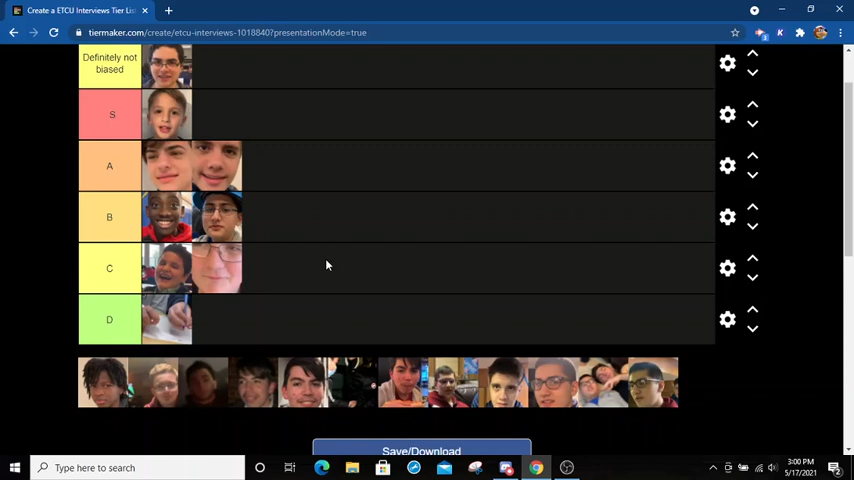 Create a ETCU Interviews Tier List
tiermaker.com/create/etcu-interviews-1018840?presentationMode=true
Definitely not
biased
S
A
B
C
D
Save/Download
Type here to search
3:00 PM
5/17/2021